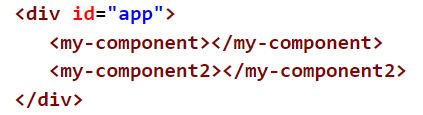 <div id="app">
<my-component></my-component>
<my-component2></my-component2>
</div>